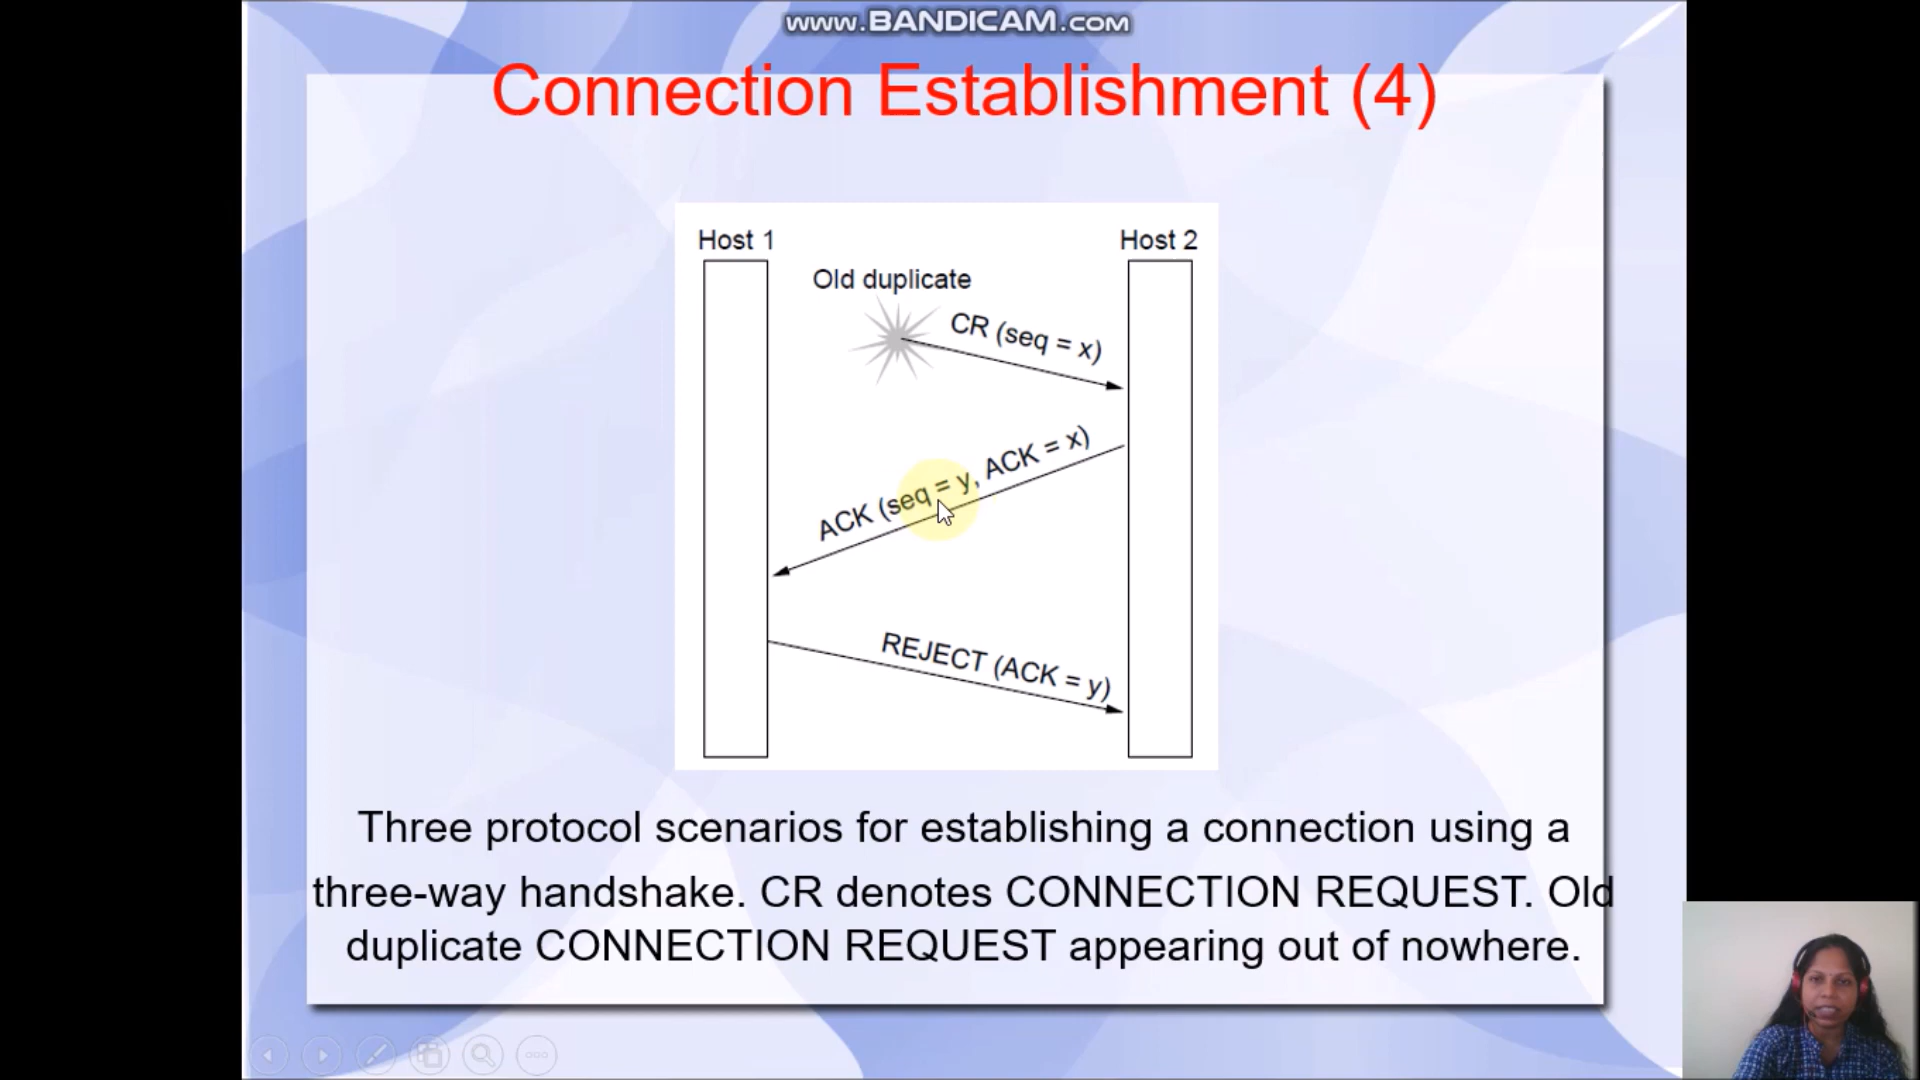 www.BANDICAM.com
Connection Establishment (4)
Host 1
Host 2
Old duplicate
CR (seq = x)
ACK (seq = y, ACK = x)
REJECT (ACK = y)
Three protocol scenarios for establishing a connection using a
three-way handshake. CR denotes CONNECTION REQUEST. Old
duplicate CONNECTION REQUEST appearing out of nowhere.